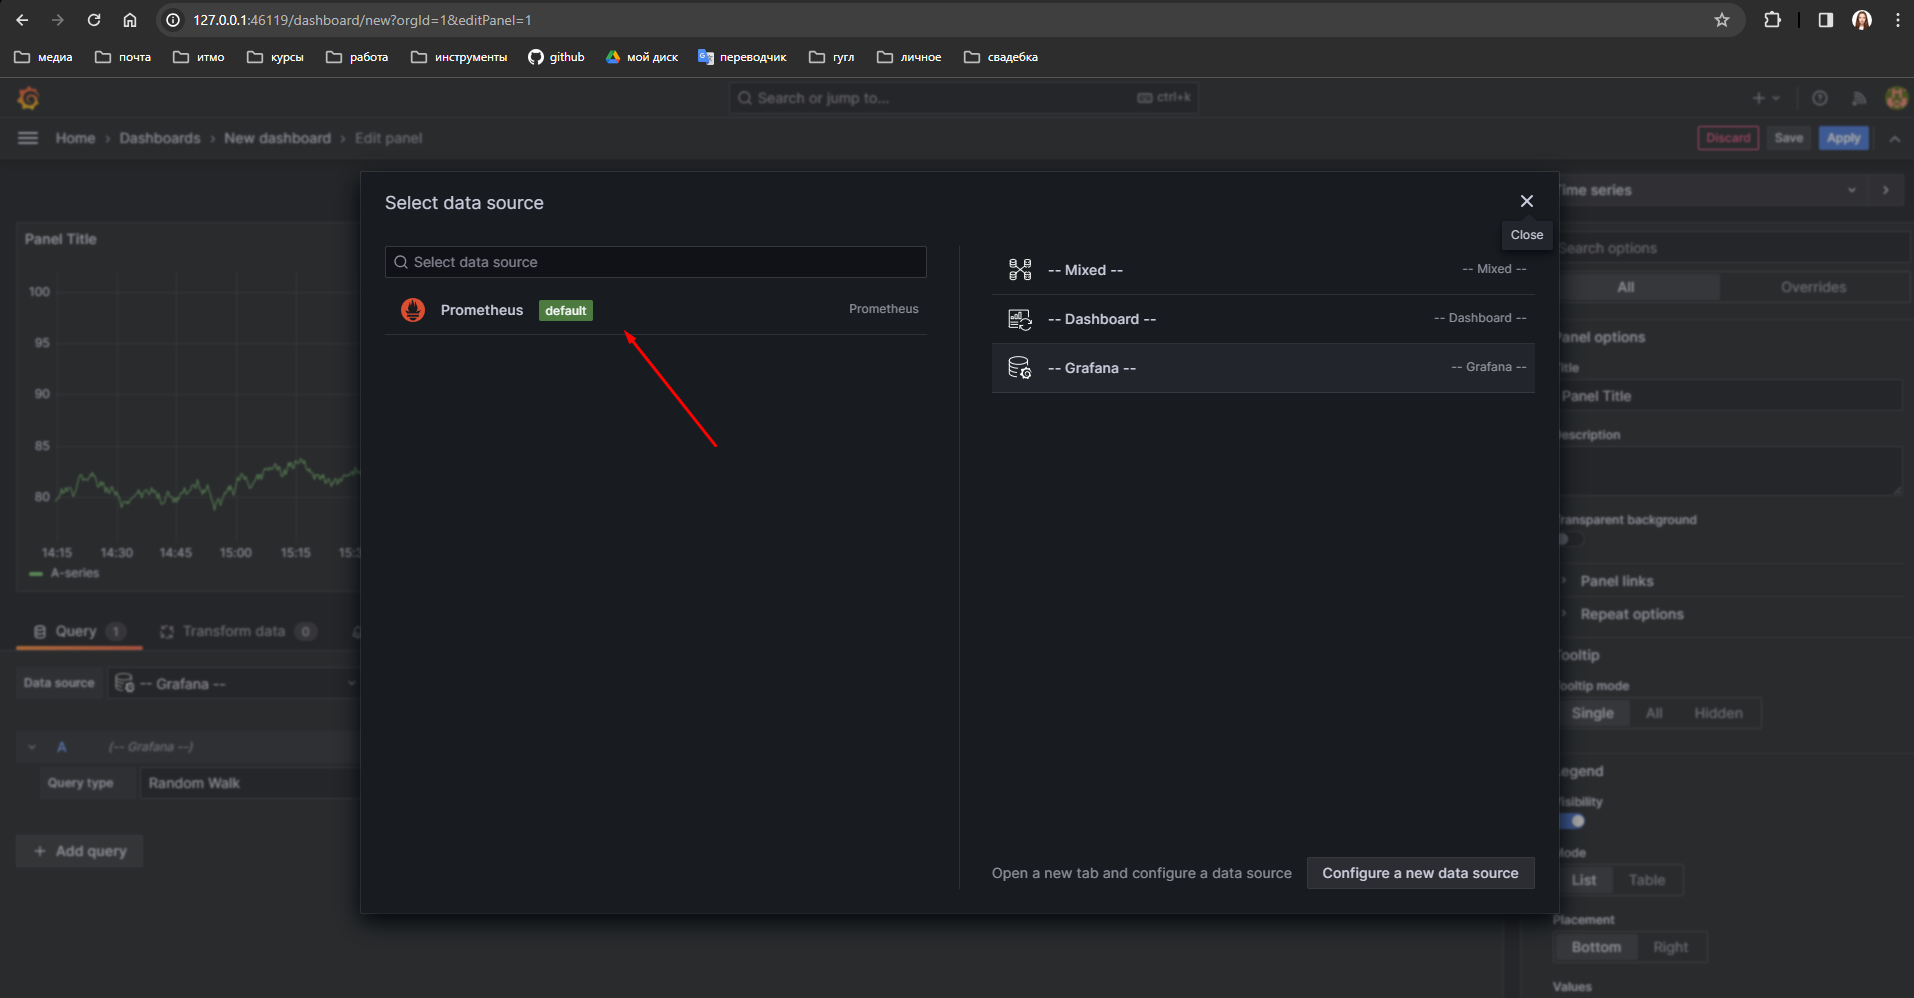 127.0.0.1:46119/dashboard/new?orgId=1&editPanel=1
медиа почта итмо курсы работа инструменты github мой диск переводчик гугл личное свадебка
Search or jump to... ctrl+k
Home › Dashboards › New dashboard › Edit panel
Discard Save Apply
Select data source
Close
Select data source
Prometheus default Prometheus
-- Mixed -- -- Mixed --
-- Dashboard -- -- Dashboard --
-- Grafana -- -- Grafana --
Open a new tab and configure a data source Configure a new data source
Panel Title
100
95
90
85
80
14:15 14:30 14:45 15:00 15:15
A-series
Query 1 Transform data 0
Data source -- Grafana --
A (-- Grafana --)
Query type Random Walk
+ Add query
Time series
Search options
All Overrides
Panel options
Title
Panel Title
Description
Transparent background
Panel links
Repeat options
Tooltip
Tooltip mode
Single All Hidden
Legend
Visibility
Mode
List Table
Placement
Bottom Right
Values